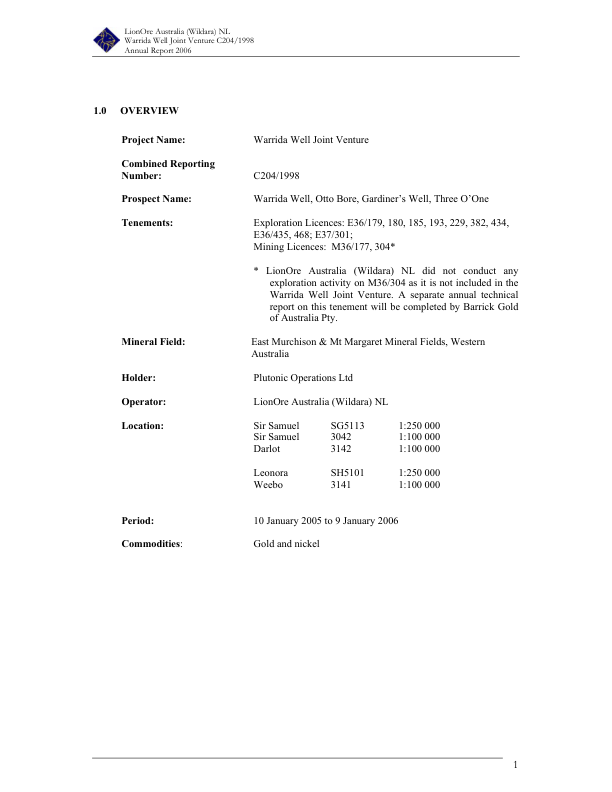 LionOre Australia (Wildara) NL
Warrida Well Joint Venture C204/1998
Annual Report 2006
1.0 OVERVIEW
Project Name: Warrida Well Joint Venture
Combined Reporting
Number: C204/1998
Prospect Name: Warrida Well, Otto Bore, Gardiner's Well, Three O'One
Tenements: Exploration Licences: E36/179, 180, 185, 193, 229, 382, 434,
E36/435, 468; E37/301;
Mining Licences: M36/177, 304*
* LionOre Australia (Wildara) NL did not conduct any
exploration activity on M36/304 as it is not included in the
Warrida Well Joint Venture. A separate annual technical
report on this tenement will be completed by Barrick Gold
of Australia Pty.
Mineral Field: East Murchison & Mt Margaret Mineral Fields, Western
Australia
Holder: Plutonic Operations Ltd
Operator: LionOre Australia (Wildara) NL
Location: Sir Samuel SG5113 1:250 000
Sir Samuel 3042 1:100 000
Darlot 3142 1:100 000
Leonora SH5101 1:250 000
Weebo 3141 1:100 000
Period: 10 January 2005 to 9 January 2006
Commodities: Gold and nickel
1